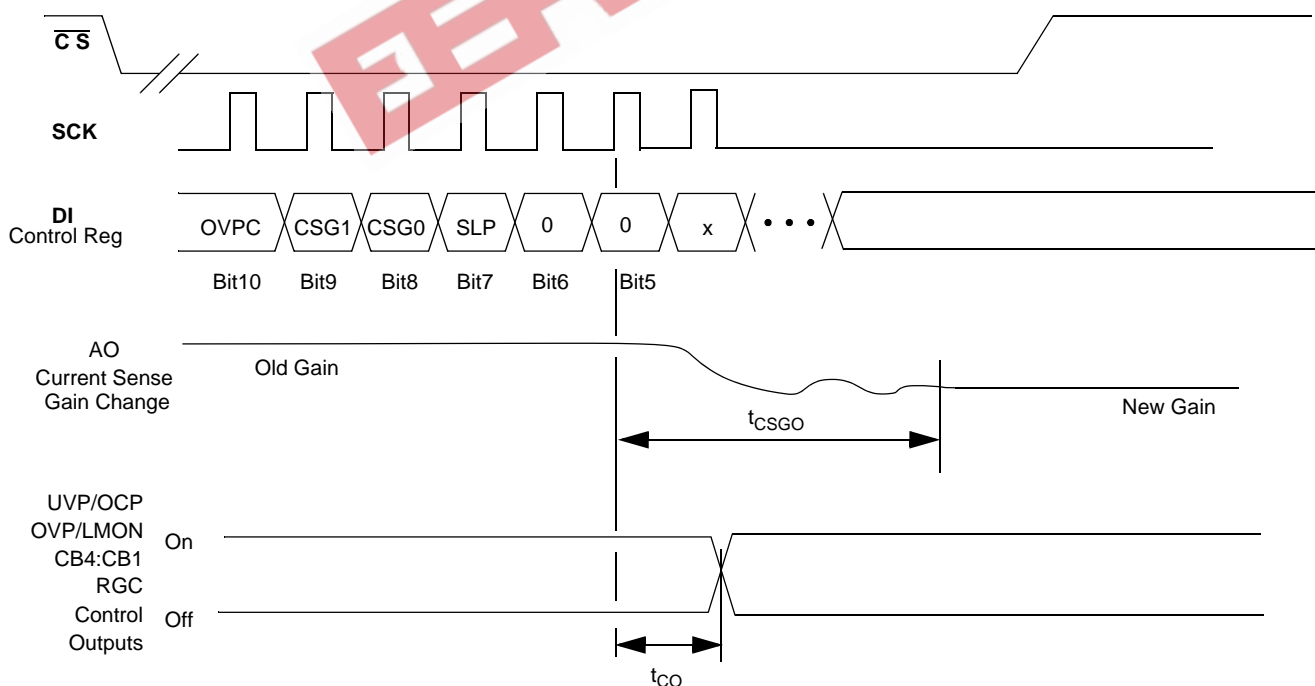 CS
SCK
DI
Control Reg
OVPC CSG1 CSG0 SLP 0 0 x • • •
Bit10 Bit9 Bit8 Bit7 Bit6 Bit5
AO
Current Sense
Gain Change
Old Gain
New Gain
tCSGO
UVP/OCP
OVP/LMON
CB4:CB1
RGC
Control
Outputs
On
Off
tCO